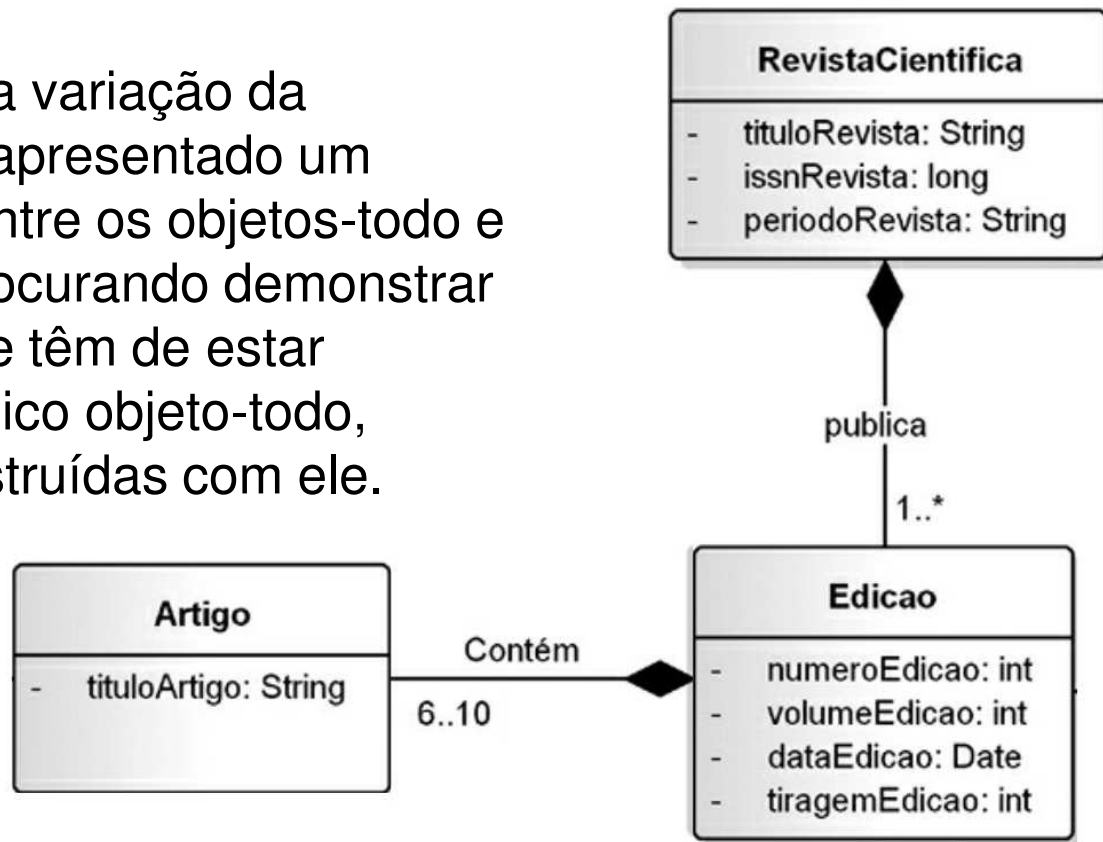 a variação da
apresentado um
ntre os objetos-todo e
ocurando demonstrar
e têm de estar
ico objeto-todo,
struídas com ele.
RevistaCientifica
- tituloRevista: String
- issnRevista: long
- periodoRevista: String
publica
1..*
Artigo
- tituloArtigo: String
Contém
6..10
Edicao
- numeroEdicao: int
- volumeEdicao: int
- dataEdicao: Date
- tiragemEdicao: int